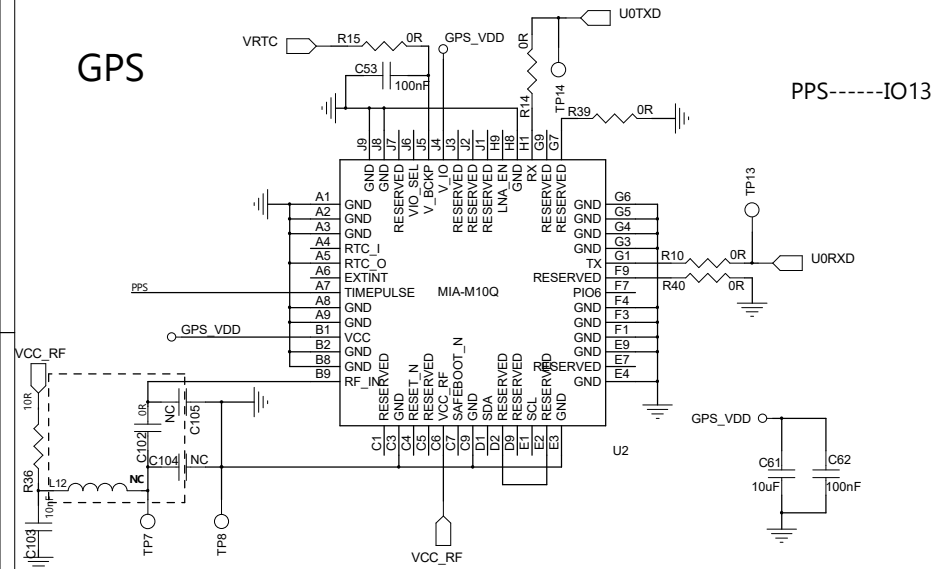 GPS
PPS------IO13
VRTC
R15
0R
GPS_VDD
U0TXD
C53
100nF
0R
R14
TP14
R39
0R
J9
J8
J7
J6
J5
J4
J3
J2
J1
H9
H8
H1
G9
G7
GND
GND
RESERVED
VIO_SEL
V_BCKP
V_IO
RESERVED
RESERVED
RESERVED
LNA_EN
GND
RX
RESERVED
RESERVED
A1 GND
A2 GND
A3 GND
A4 RTC_I
A5 RTC_O
A6 EXTINT
PPS A7 TIMEPULSE
A8 GND
A9 GND
GPS_VDD B1 VCC
B2 GND
B8 GND
B9 RF_IN
MIA-M10Q
GND G6
GND G5
GND G4
GND G3
TX G1
RESERVED F9
PIO6 F7
GND F4
GND F3
GND F1
GND E9
RESERVED E7
GND E4
TP13
R10
0R
U0RXD
R40
0R
RESERVED
GND
RESET_N
RESERVED
VCC_RF
SAFEBOOT_N
GND
SDA
RESERVED
RESERVED
SCL
RESERVED
GND
C1
C3
C4
C5
C6
C7
C9
D1
D2
D9
E1
E2
E3
U2
VCC_RF
10R
R36
L12
NC
10nF
C103
0R
C102
NC
C105
C104
NC
TP7
TP8
VCC_RF
GPS_VDD
C61
10uF
C62
100nF